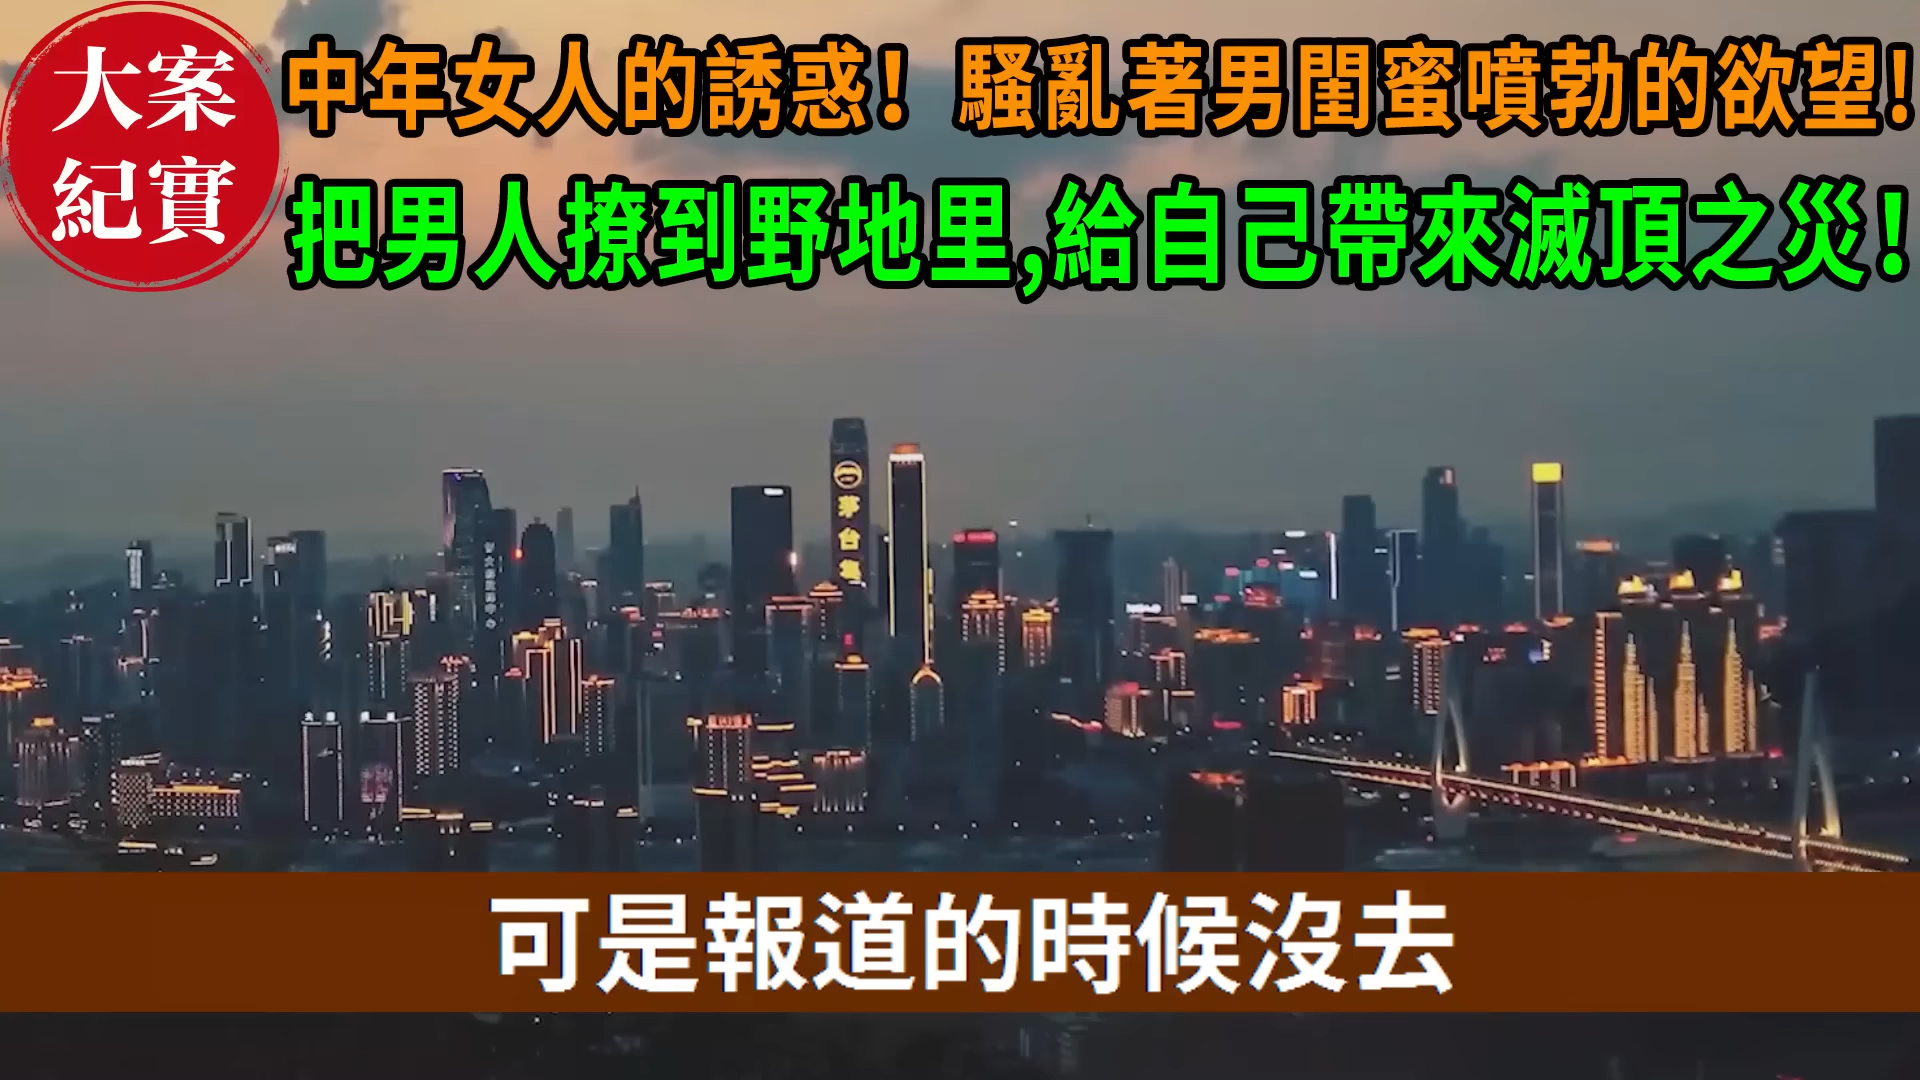 大案
紀實
中年女人的誘惑！騷亂著男閨蜜噴勃的欲望！
把男人撩到野地里,給自己帶來滅頂之災！
茅台
可是報道的時候沒去